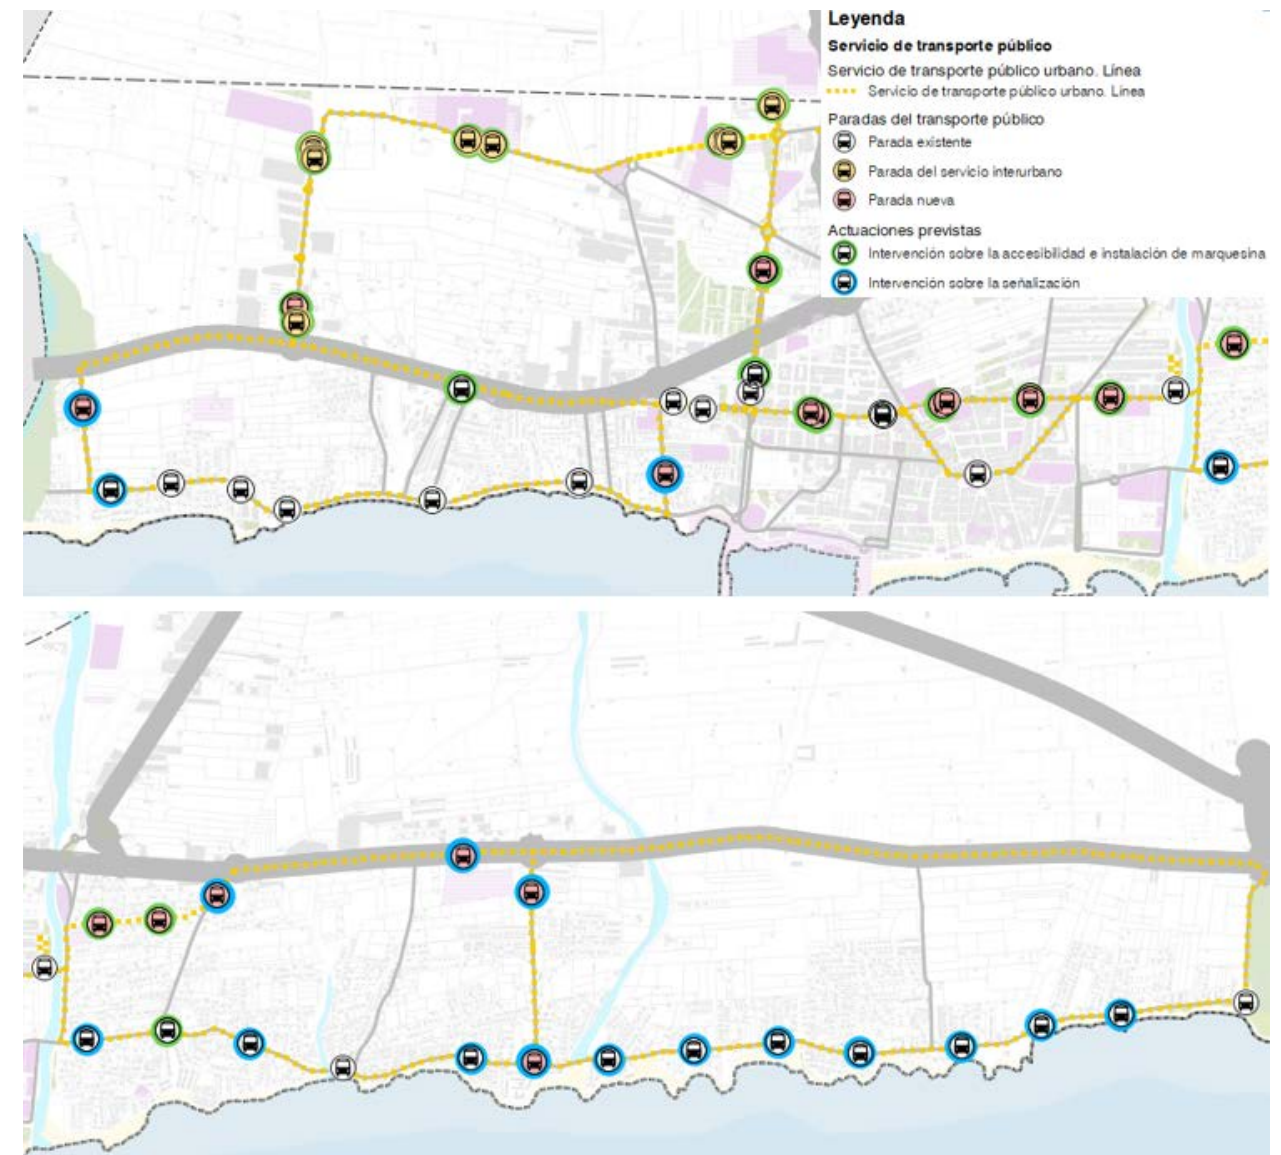 Leyenda
Servicio de transporte público
Servicio de transporte público urbano. Línea
Servicio de transporte público urbano. Línea
Paradas del transporte público
Parada existente
Parada del servicio interurbano
Parada nueva
Actuaciones previstas
Intervención sobre la accesibilidad e instalación de marquesina
Intervención sobre la señalización